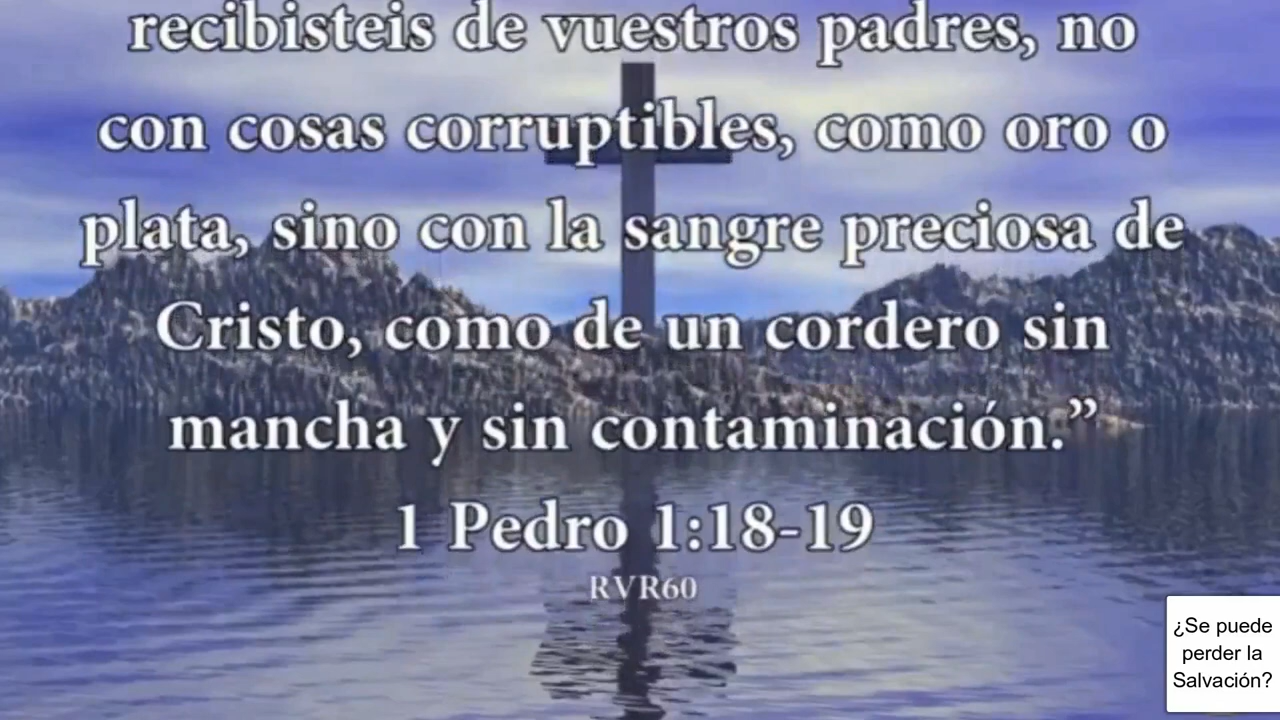 recibisteis de vuestros padres, no
con cosas corruptibles, como oro o
plata, sino con la sangre preciosa de
Cristo, como de un cordero sin
mancha y sin contaminación.”
1 Pedro 1:18-19
RVR60
¿Se puede
perder la
Salvación?